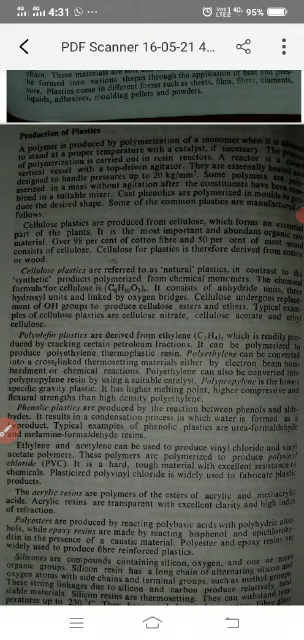 4:31 95%
PDF Scanner 16-05-21 4...
chain. These materials are
be formed into various shapes through the application of heat and
sure. Plastics come in different forms such as sheets, films, fibres, filaments,
liquids, adhesives, moulding pellets and powders.
Production of Plastics
A polymer is produced by polymerization of a monomer when it is
to stand at a proper temperature with a catalyst, if necessary. The
of polymerization is carried out in resin reactors. A reactor is a
vertical vessel with a top-driven agitator. They are externally heated and
designed to handle pressures up to 20 kg/mm². Some polymers are
merized in a mass without agitation after the constituents have been
bined in a suitable mixer. Cast phenolics are polymerized in moulds to
duce the desired shape. Some of the common plastics are manufactured
follows.
Cellulose plastics are produced from cellulose, which forms an essential
part of the plants. It is the most important and abundant organic
material. Over 98 per cent of cotton fibre and 50 per cent of most wood
consists of cellulose. Cellulose for plastics is therefore derived from cotton
or wood.
Cellulose plastics are referred to as 'natural' plastics, in contrast to the
'synthetic' products polymerized from chemical monomers. The chemical
formula for cellulose is (C₆H₁₀O₅)ₙ. It consists of anhydride units, three
hydroxyl units and linked by oxygen bridges. Cellulose undergoes replace-
ment of OH groups to produce cellulose esters and ethers. Typical exam-
ples of cellulose plastics are cellulose nitrate, cellulose acetate and ethyl
cellulose.
Polyolefin plastics are derived from ethylene (C₂H₄), which is readily pro-
duced by cracking certain petroleum fractions. It can be polymerized to
produce polyethylene thermoplastic resin. Polyethylene can be converted
into a cross-linked thermosetting materials either by electron beam bom-
bardment or chemical reactions. Polyethylene can also be converted into
polypropylene resin by using a suitable catalyst. Polypropylene is the lowest
specific gravity plastic. It has higher melting point, higher compressive and
flexural strengths than high density polyethylene.
Phenolic plastics are produced by the reaction between phenols and alde-
hydes. It results in a condensation process in which water is formed as a
byproduct. Typical examples of phenolic plastics are urea-formaldehyde
and melamine-formaldehyde resins.
Ethylene and acetylene can be used to produce vinyl chloride and vinyl
acetate polymers. These polymers are polymerized to produce polyvinyl
chloride (PVC). It is a hard, tough material with excellent resistance to
chemicals. Plasticized polyvinyl chloride is widely used to fabricate plastic
products.
The acrylic resins are polymers of the esters of acrylic and methacrylic
acids. Acrylic resins are transparent with excellent clarity and high index
of refraction.
Polyesters are produced by reacting polybasic acids with polyhydric alco-
hols, while epoxy resins are made by reacting bisphenol and epichlorohy-
drin in the presence of a caustic material. Polyester and epoxy resins are
widely used to produce fibre reinforced plastics.
Silicones are compounds containing silicon, oxygen, and one or more
organic groups. Silicon resin has a long chain of alternating silicon and
oxygen atoms with side chains and terminal groups, such as methyl groups
These strong linkages due to silicon and carbon produce relatively
stable materials. Silicon resins are thermosetting. They can withstand
peratures up to 230